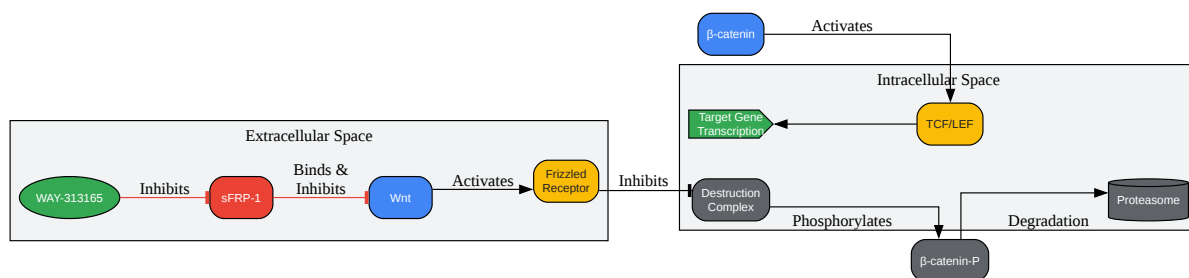 β-catenin
Activates
Intracellular Space
Target Gene
Transcription
TCF/LEF
Extracellular Space
WAY-313165
Inhibits
sFRP-1
Binds &
Inhibits
Wnt
Activates
Frizzled
Receptor
Inhibits
Destruction
Complex
Phosphorylates
β-catenin-P
Degradation
Proteasome